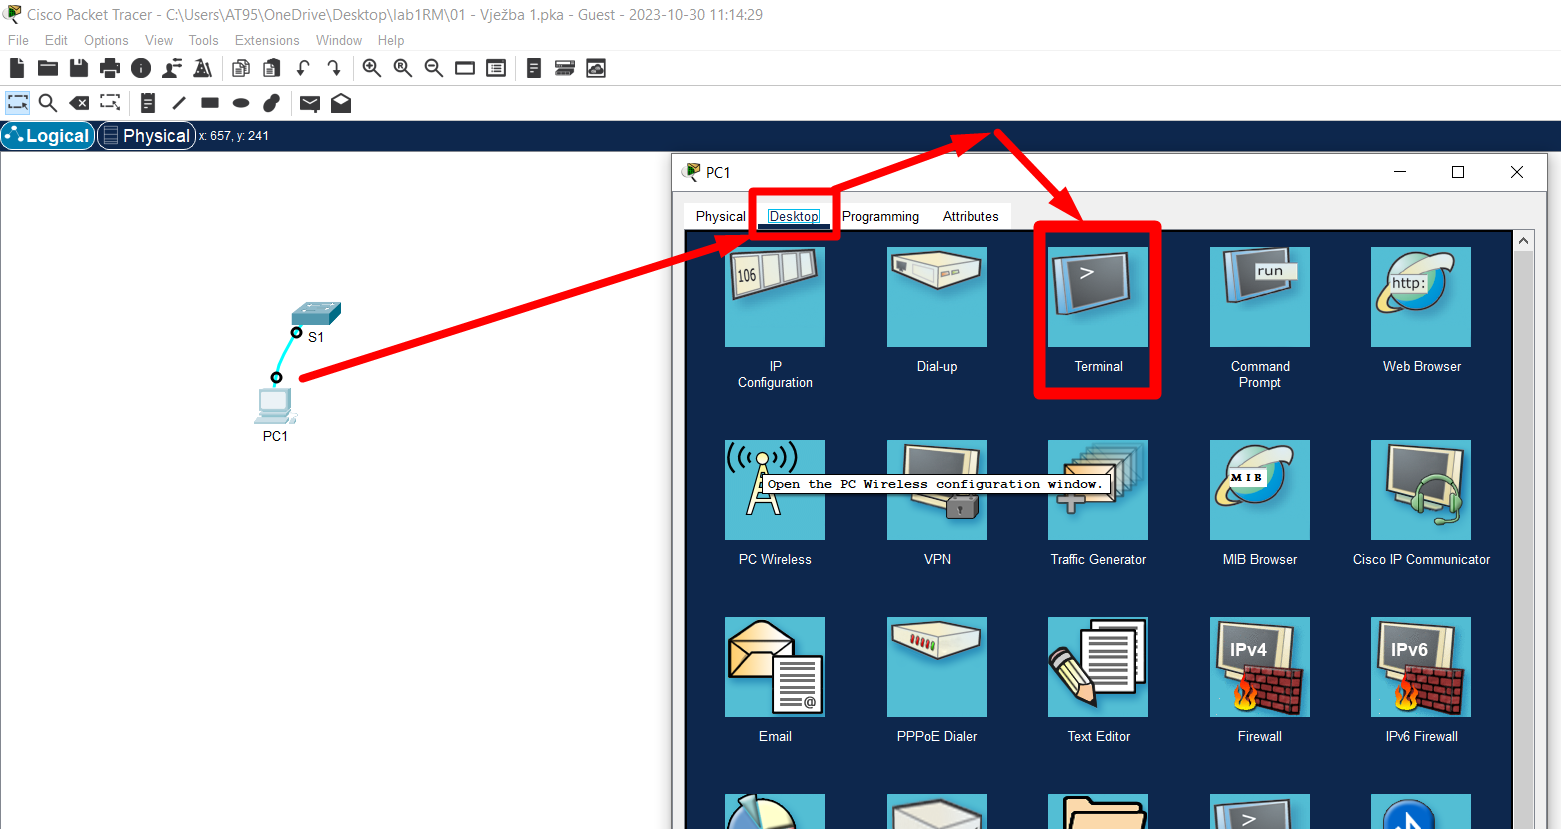 Cisco Packet Tracer - C:\Users\AT95\OneDrive\Desktop\lab1RM\01 - Vježba 1.pka - Guest - 2023-10-30 11:14:29
File Edit Options View Tools Extensions Window Help
Logical Physical x: 657, y: 241
PC1
Physical Desktop Programming Attributes
106
>
run
http:
IP
Configuration
Dial-up
Terminal
Command
Prompt
Web Browser
S1
PC1
MIB
Open the PC Wireless configuration window.
PC Wireless
VPN
Traffic Generator
MIB Browser
Cisco IP Communicator
IPv4
IPv6
@
Email
PPPoE Dialer
Text Editor
Firewall
IPv6 Firewall
>